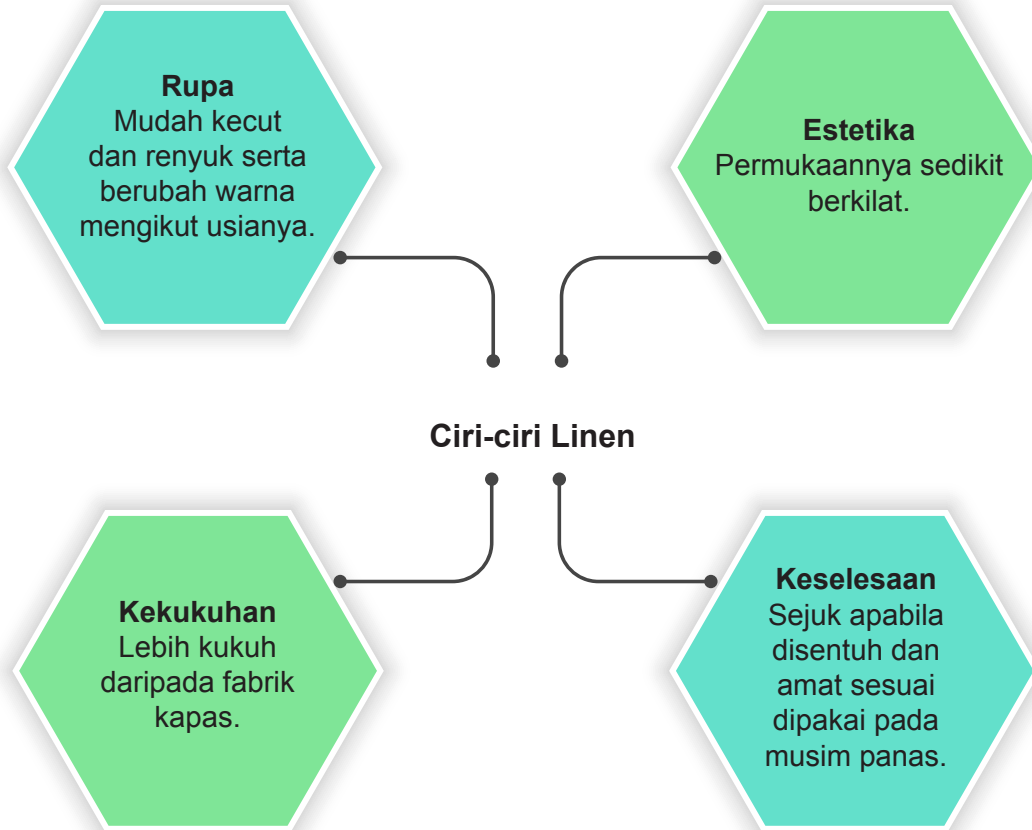 Rupa
Mudah kecut
dan renyuk serta
berubah warna
mengikut usianya.
Estetika
Permukaannya sedikit
berkilat.
Ciri-ciri Linen
Kekukuhan
Lebih kukuh
daripada fabrik
kapas.
Keselesaan
Sejuk apabila
disentuh dan
amat sesuai
dipakai pada
musim panas.